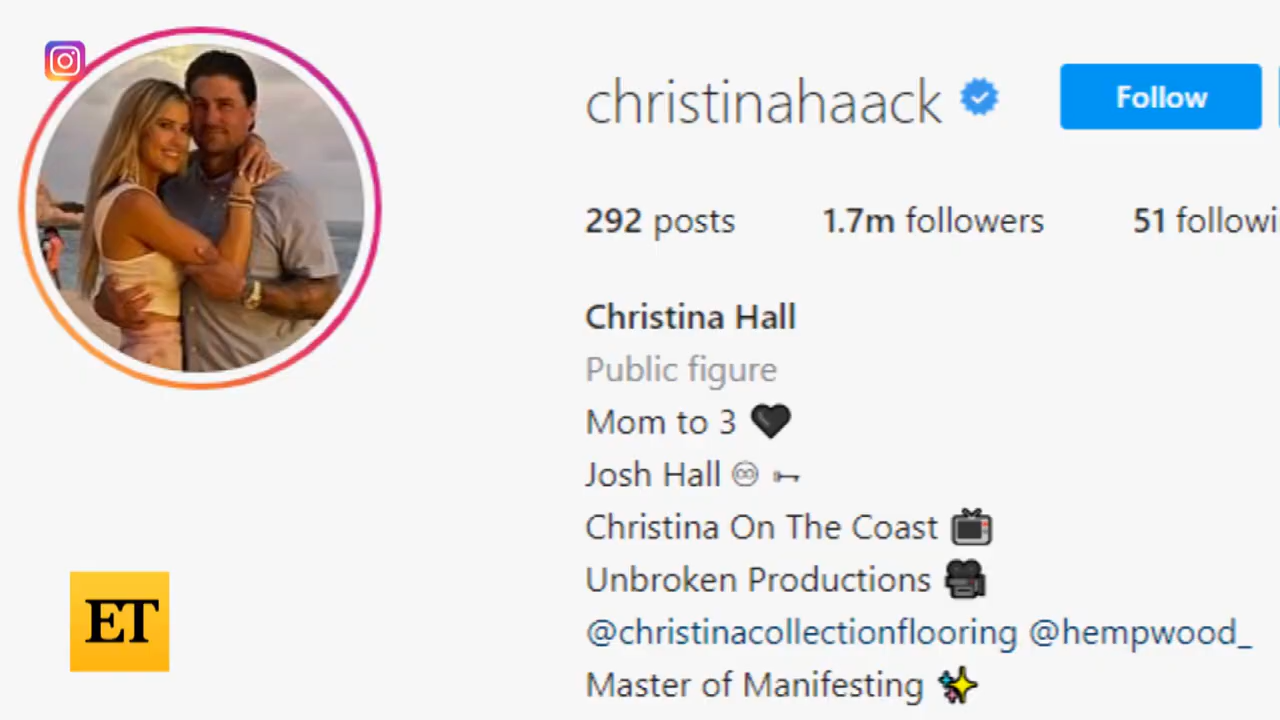 christinahaack
Follow
292 posts 1.7m followers 51 followi
Christina Hall
Public figure
Mom to 3 🖤
Josh Hall ♾ 🗝
Christina On The Coast 📺
Unbroken Productions 🎥
@christinacollectionflooring @hempwood_
Master of Manifesting ✨
ET